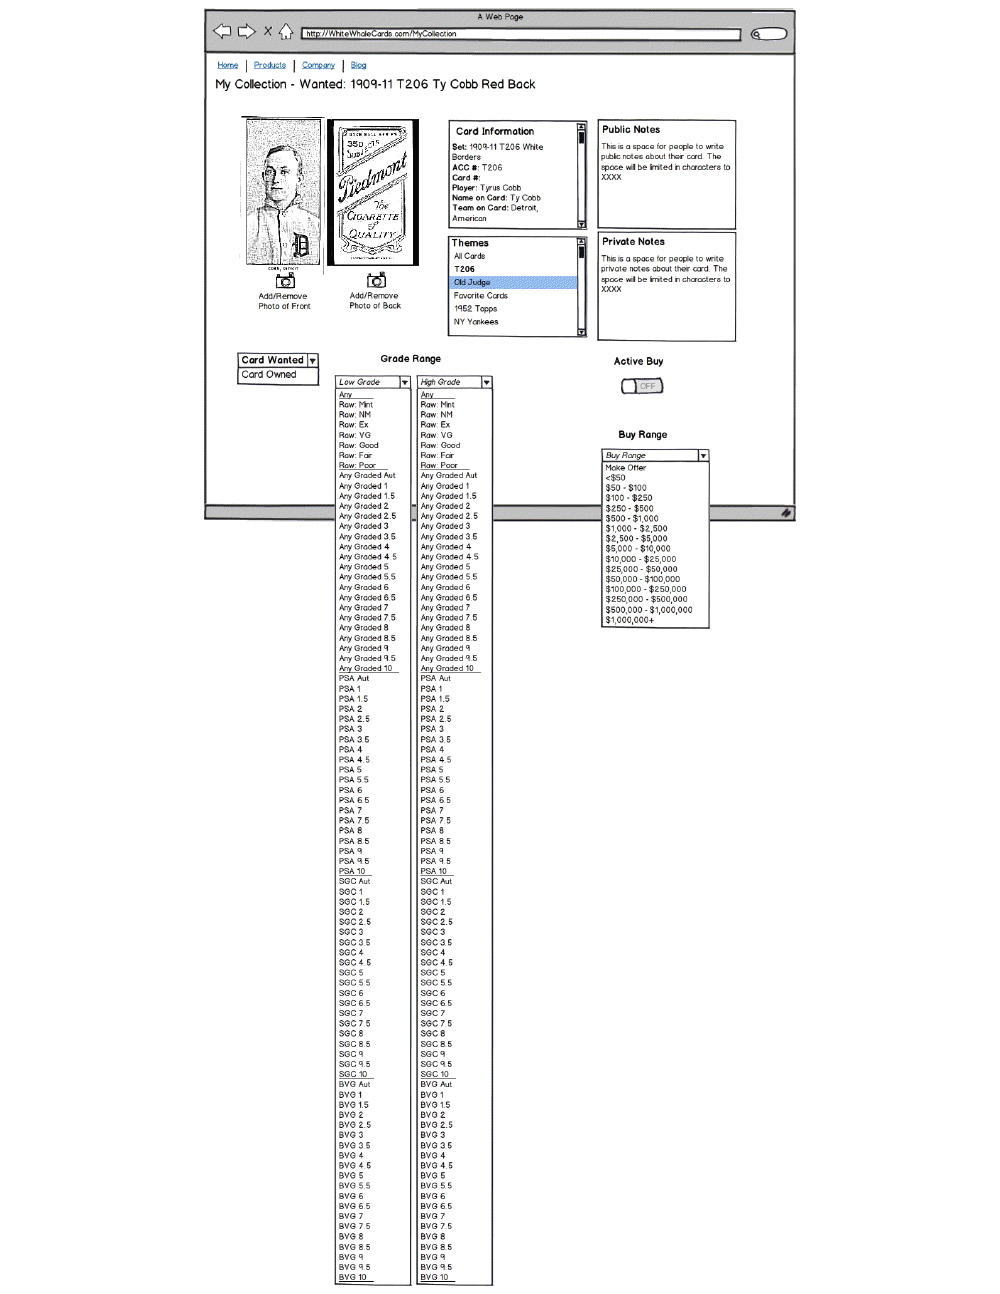 A Web Page
http://WhiteWhaleCards.com/MyCollection
Home | Products | Company | Blog
My Collection - Wanted: 1909-11 T206 Ty Cobb Red Back
350
Piedmont
The
CIGARETTE
OF
QUALITY
D
COBB, DETROIT
Add/Remove
Photo of Front
Add/Remove
Photo of Back
Card Information
Set: 1909-11 T206 White
Borders
ACC #: T206
Card #:
Player: Tyrus Cobb
Name on Card: Ty Cobb
Team on Card: Detroit,
American
Public Notes
This is a space for people to write
public notes about their card. The
space will be limited in characters to
XXXX
Themes
All Cards
T206
Old Judge
Favorite Cards
1952 Topps
NY Yankees
Private Notes
This is a space for people to write
private notes about their card. The
space will be limited in characters to
XXXX
Card Wanted
Card Owned
Grade Range
Low Grade
Any
Raw: Mint
Raw: NM
Raw: Ex
Raw: VG
Raw: Good
Raw: Fair
Raw: Poor
Any Graded Aut
Any Graded 1
Any Graded 1.5
Any Graded 2
Any Graded 2.5
Any Graded 3
Any Graded 3.5
Any Graded 4
Any Graded 4.5
Any Graded 5
Any Graded 5.5
Any Graded 6
Any Graded 6.5
Any Graded 7
Any Graded 7.5
Any Graded 8
Any Graded 8.5
Any Graded 9
Any Graded 9.5
Any Graded 10
PSA Aut
PSA 1
PSA 1.5
PSA 2
PSA 2.5
PSA 3
PSA 3.5
PSA 4
PSA 4.5
PSA 5
PSA 5.5
PSA 6
PSA 6.5
PSA 7
PSA 7.5
PSA 8
PSA 8.5
PSA 9
PSA 9.5
PSA 10
SGC Aut
SGC 1
SGC 1.5
SGC 2
SGC 2.5
SGC 3
SGC 3.5
SGC 4
SGC 4.5
SGC 5
SGC 5.5
SGC 6
SGC 6.5
SGC 7
SGC 7.5
SGC 8
SGC 8.5
SGC 9
SGC 9.5
SGC 10
BVG Aut
BVG 1
BVG 1.5
BVG 2
BVG 2.5
BVG 3
BVG 3.5
BVG 4
BVG 4.5
BVG 5
BVG 5.5
BVG 6
BVG 6.5
BVG 7
BVG 7.5
BVG 8
BVG 8.5
BVG 9
BVG 9.5
BVG 10
High Grade
Any
Raw: Mint
Raw: NM
Raw: Ex
Raw: VG
Raw: Good
Raw: Fair
Raw: Poor
Any Graded Aut
Any Graded 1
Any Graded 1.5
Any Graded 2
Any Graded 2.5
Any Graded 3
Any Graded 3.5
Any Graded 4
Any Graded 4.5
Any Graded 5
Any Graded 5.5
Any Graded 6
Any Graded 6.5
Any Graded 7
Any Graded 7.5
Any Graded 8
Any Graded 8.5
Any Graded 9
Any Graded 9.5
Any Graded 10
PSA Aut
PSA 1
PSA 1.5
PSA 2
PSA 2.5
PSA 3
PSA 3.5
PSA 4
PSA 4.5
PSA 5
PSA 5.5
PSA 6
PSA 6.5
PSA 7
PSA 7.5
PSA 8
PSA 8.5
PSA 9
PSA 9.5
PSA 10
SGC Aut
SGC 1
SGC 1.5
SGC 2
SGC 2.5
SGC 3
SGC 3.5
SGC 4
SGC 4.5
SGC 5
SGC 5.5
SGC 6
SGC 6.5
SGC 7
SGC 7.5
SGC 8
SGC 8.5
SGC 9
SGC 9.5
SGC 10
BVG Aut
BVG 1
BVG 1.5
BVG 2
BVG 2.5
BVG 3
BVG 3.5
BVG 4
BVG 4.5
BVG 5
BVG 5.5
BVG 6
BVG 6.5
BVG 7
BVG 7.5
BVG 8
BVG 8.5
BVG 9
BVG 9.5
BVG 10
Active Buy
OFF
Buy Range
Buy Range
Make Offer
<$50
$50 - $100
$100 - $250
$250 - $500
$500 - $1,000
$1,000 - $2,500
$2,500 - $5,000
$5,000 - $10,000
$10,000 - $25,000
$25,000 - $50,000
$50,000 - $100,000
$100,000 - $250,000
$250,000 - $500,000
$500,000 - $1,000,000
$1,000,000+